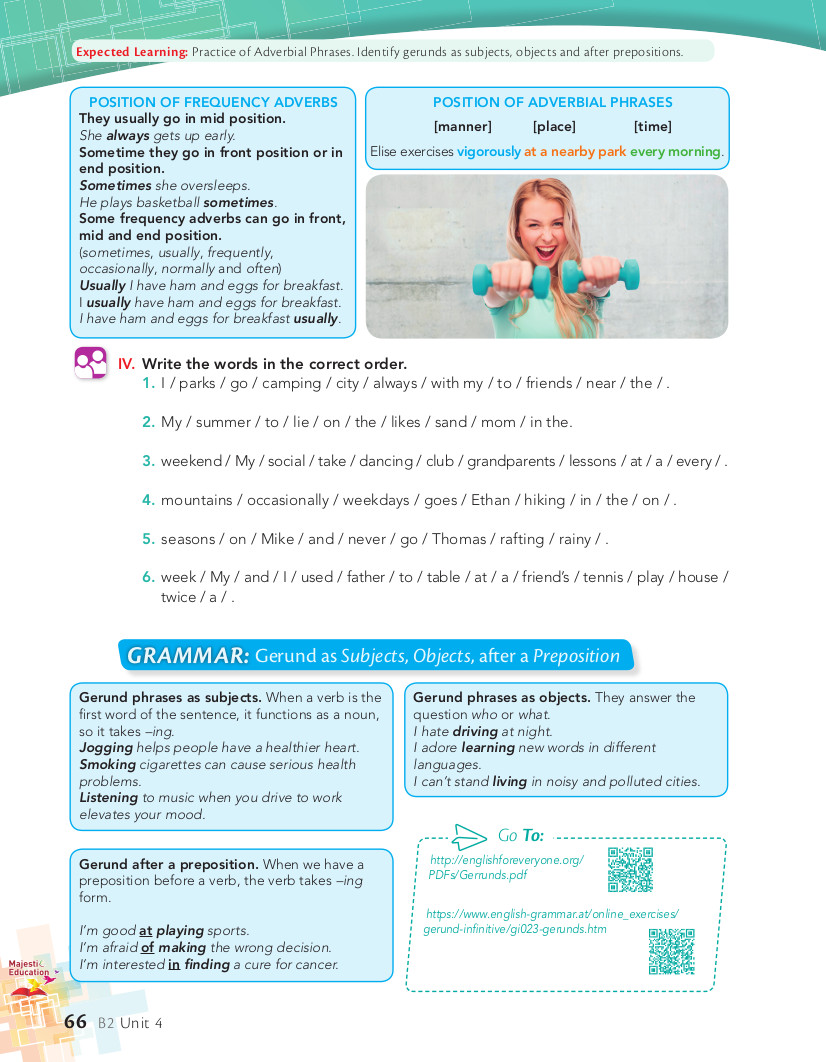 Expected Learning: Practice of Adverbial Phrases. Identify gerunds as subjects, objects and after prepositions.
POSITION OF FREQUENCY ADVERBS
They usually go in mid position.
She always gets up early.
Sometime they go in front position or in
end position.
Sometimes she oversleeps.
He plays basketball sometimes.
Some frequency adverbs can go in front,
mid and end position.
(sometimes, usually, frequently,
occasionally, normally and often)
Usually I have ham and eggs for breakfast.
I usually have ham and eggs for breakfast.
I have ham and eggs for breakfast usually.
POSITION OF ADVERBIAL PHRASES
[manner] [place] [time]
Elise exercises vigorously at a nearby park every morning.
IV. Write the words in the correct order.
1. I / parks / go / camping / city / always / with my / to / friends / near / the / .
2. My / summer / to / lie / on / the / likes / sand / mom / in the.
3. weekend / My / social / take / dancing / club / grandparents / lessons / at / a / every / .
4. mountains / occasionally / weekdays / goes / Ethan / hiking / in / the / on / .
5. seasons / on / Mike / and / never / go / Thomas / rafting / rainy / .
6. week / My / and / I / used / father / to / table / at / a / friend's / tennis / play / house /
twice / a / .
GRAMMAR: Gerund as Subjects, Objects, after a Preposition
Gerund phrases as subjects. When a verb is the
first word of the sentence, it functions as a noun,
so it takes –ing.
Jogging helps people have a healthier heart.
Smoking cigarettes can cause serious health
problems.
Listening to music when you drive to work
elevates your mood.
Gerund phrases as objects. They answer the
question who or what.
I hate driving at night.
I adore learning new words in different
languages.
I can't stand living in noisy and polluted cities.
Gerund after a preposition. When we have a
preposition before a verb, the verb takes –ing
form.
I'm good at playing sports.
I'm afraid of making the wrong decision.
I'm interested in finding a cure for cancer.
Go To:
http://englishforeveryone.org/
PDFs/Gerrunds.pdf
https://www.english-grammar.at/online_exercises/
gerund-infinitive/gi023-gerunds.htm
Majestic
Education
66 B2 Unit 4